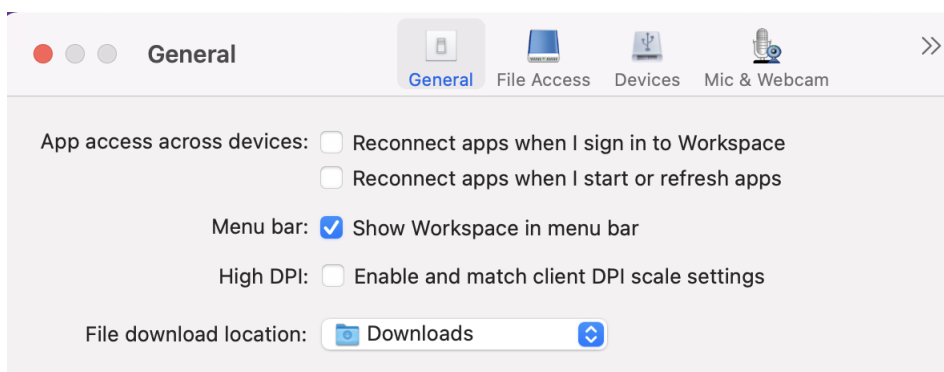 General
General File Access Devices Mic & Webcam
App access across devices: Reconnect apps when I sign in to Workspace
Reconnect apps when I start or refresh apps
Menu bar: Show Workspace in menu bar
High DPI: Enable and match client DPI scale settings
File download location: Downloads